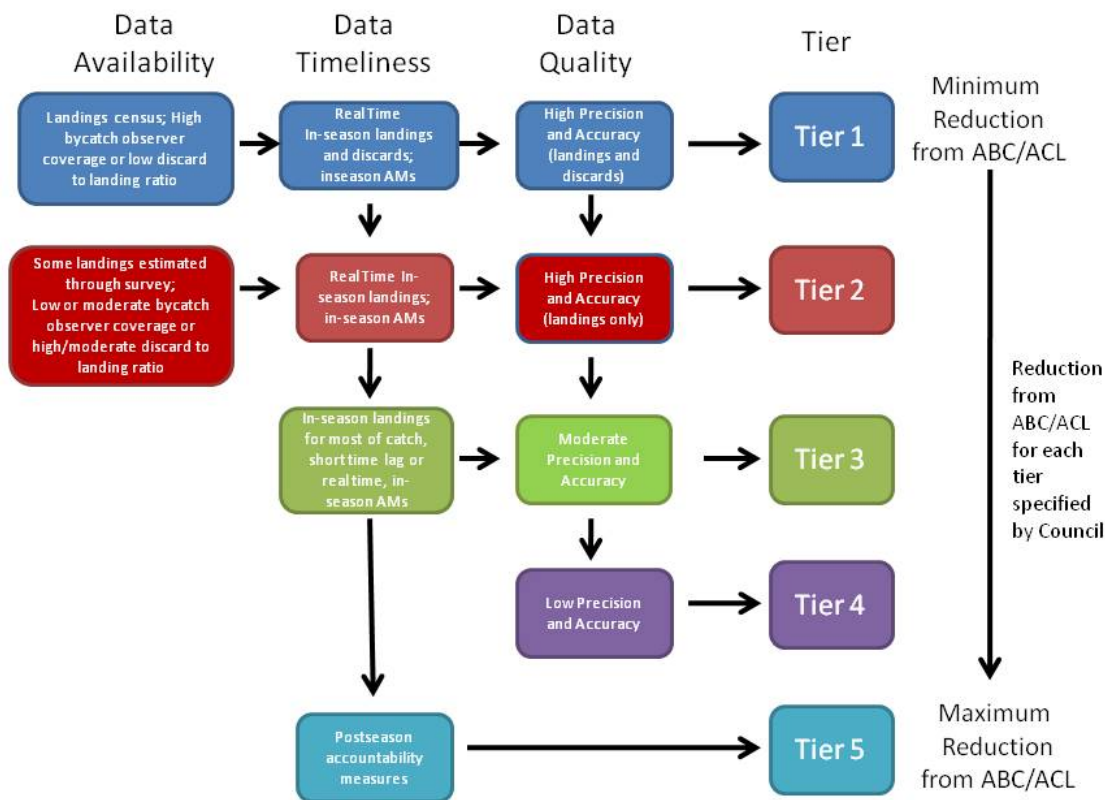 Data
Availability
Data
Timeliness
Data
Quality
Tier
Minimum
Reduction
from ABC/ACL
Landings census; High
bycatch observer
coverage or low discard
to landing ratio
Real Time
In-season landings
and discards;
inseason AMs
High Precision
and Accuracy
(landings and
discards)
Tier 1
Some landings estimated
through survey;
Low or moderate bycatch
observer coverage or
high/moderate discard to
landing ratio
Real Time In-
season landings;
in-season AMs
High Precision
and Accuracy
(landings only)
Tier 2
Reduction
from
ABC/ACL
for each
tier
specified
by Council
In-season landings
for most of catch,
short time lag or
real time, in-
season AMs
Moderate
Precision and
Accuracy
Tier 3
Low Precision
and Accuracy
Tier 4
Postseason
accountability
measures
Tier 5
Maximum
Reduction
from ABC/ACL